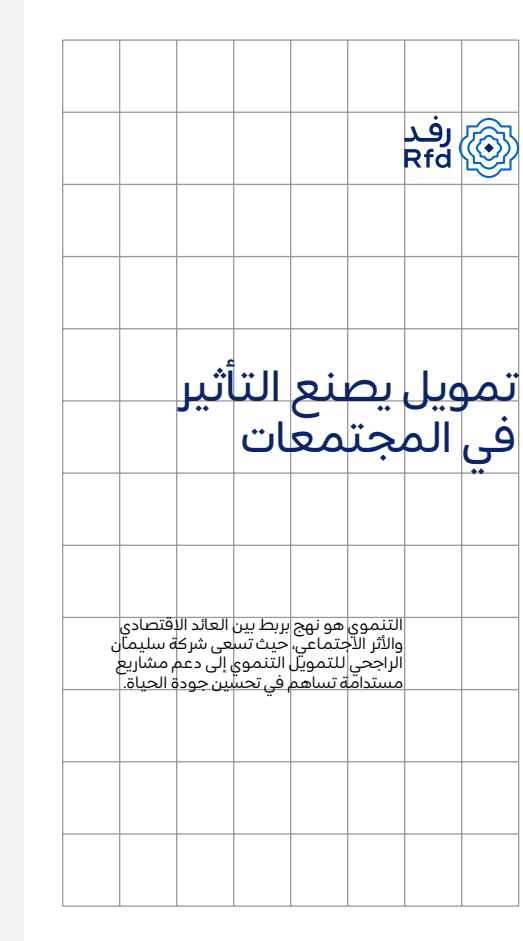 رفد
Rfd
تمويل يصنع التأثير
في المجتمعات
التنموي هو نهج بربط بين العائد الاقتصادي
والأثر الاجتماعي، حيث تسعى شركة سليمان
الراجحي للتمويل التنموي إلى دعم مشاريع
مستدامة تساهم في تحسين جودة الحياة.